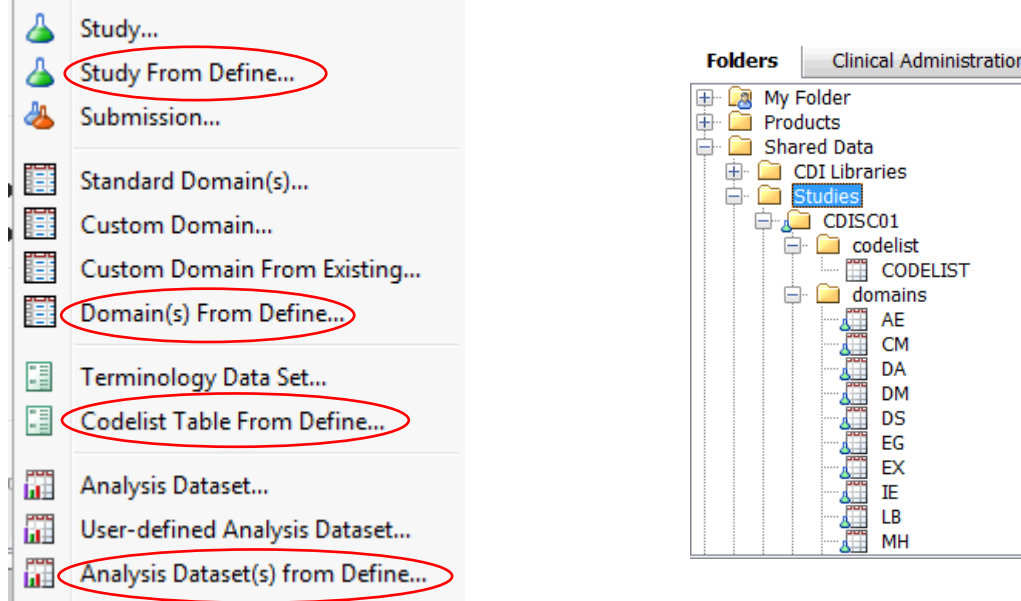 Study...
Study From Define...
Submission...
Standard Domain(s)...
Custom Domain...
Custom Domain From Existing...
Domain(s) From Define...
Terminology Data Set...
Codelist Table From Define...
Analysis Dataset...
User-defined Analysis Dataset...
Analysis Dataset(s) from Define...
Folders Clinical Administration
My Folder
Products
Shared Data
CDI Libraries
Studies
CDISC01
codelist
CODELIST
domains
AE
CM
DA
DM
DS
EG
EX
IE
LB
MH